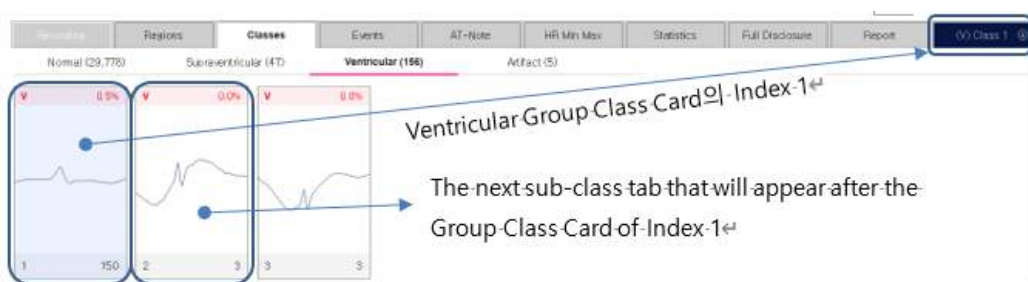 Regions Classes Events AT-Note HR Min Max Statistics Full Disclosure Report (V) Class 1
Normal (29,778) Supraventricular (47) Ventricular (156) Artifact (5)
V 0.5% V 0.0% V 0.0%
Ventricular Group Class Card의 Index 1↵
The next sub-class tab that will appear after the
Group Class Card of Index 1↵
1 150 2 3 3 3